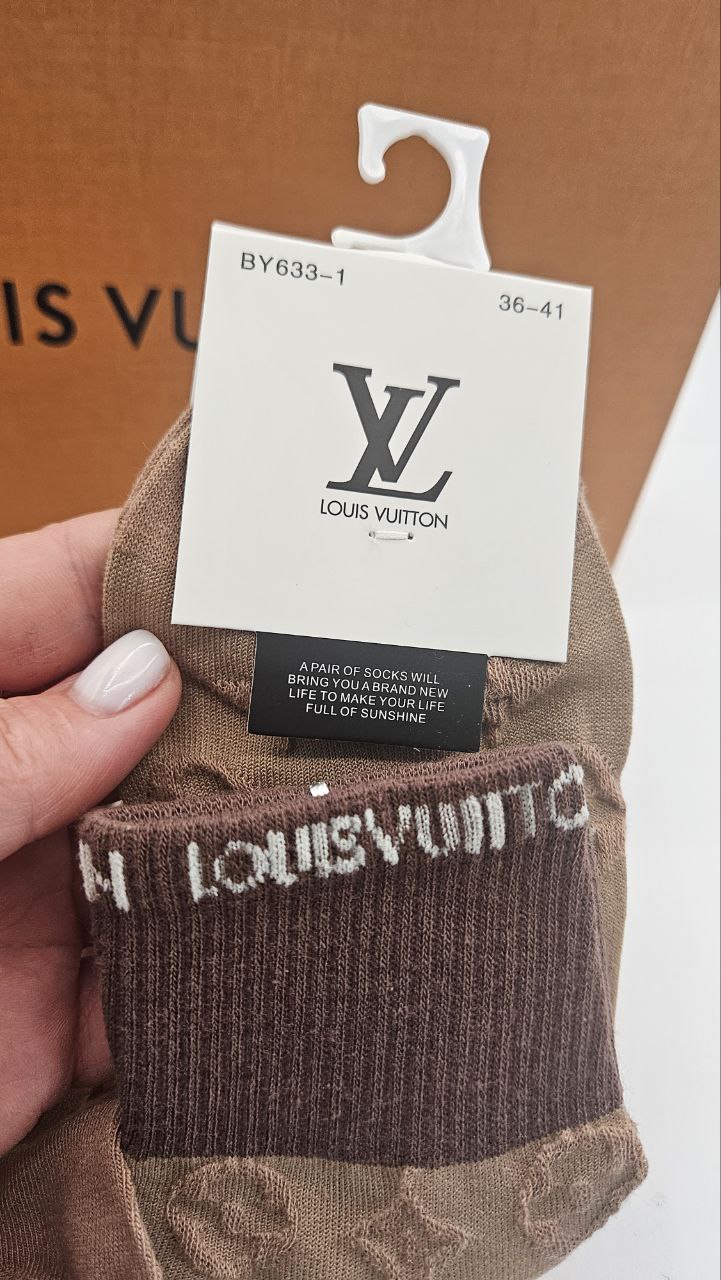 IS VU
BY633-1
36-41
LV
LOUIS VUITTON
A PAIR OF SOCKS WILL
BRING YOU A BRAND NEW
LIFE TO MAKE YOUR LIFE
FULL OF SUNSHINE
N LOUISVUITTO